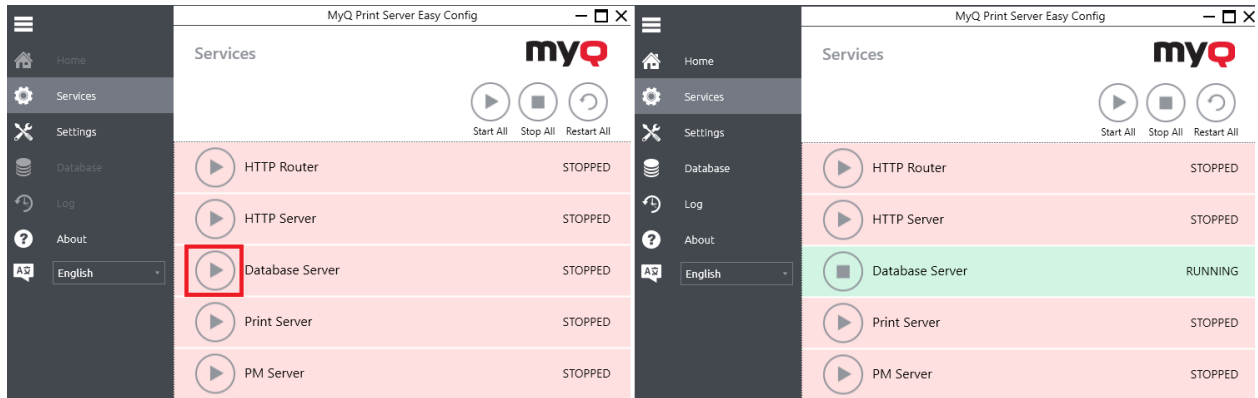 MyQ Print Server Easy Config
Home
Services
Settings
Database
Log
About
English
Services
myQ
Start All Stop All Restart All
HTTP Router STOPPED
HTTP Server STOPPED
Database Server STOPPED
Print Server STOPPED
PM Server STOPPED
MyQ Print Server Easy Config
Home
Services
Settings
Database
Log
About
English
Services
myQ
Start All Stop All Restart All
HTTP Router STOPPED
HTTP Server STOPPED
Database Server RUNNING
Print Server STOPPED
PM Server STOPPED